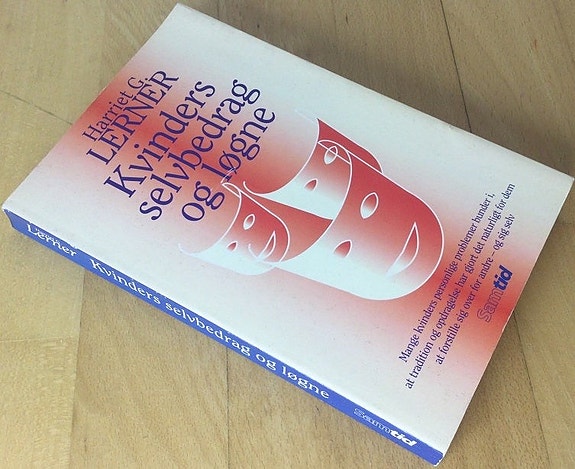 Harriet G.
LERNER
Kvinders
selvbedrag
og løgne
Mange kvinders personlige problemer bunder i,
at tradition og opdragelse har gjort det naturligt for dem
at forstille sig over for andre – og sig selv
Samtid
Lerner Kvinders selvbedrag og løgne
Samtid